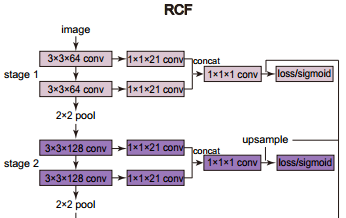 RCF
image
3×3×64 conv
1×1×21 conv
concat
stage 1
1×1×1 conv
loss/sigmoid
3×3×64 conv
1×1×21 conv
2×2 pool
upsample
3×3×128 conv
1×1×21 conv
concat
stage 2
1×1×1 conv
loss/sigmoid
3×3×128 conv
1×1×21 conv
2×2 pool